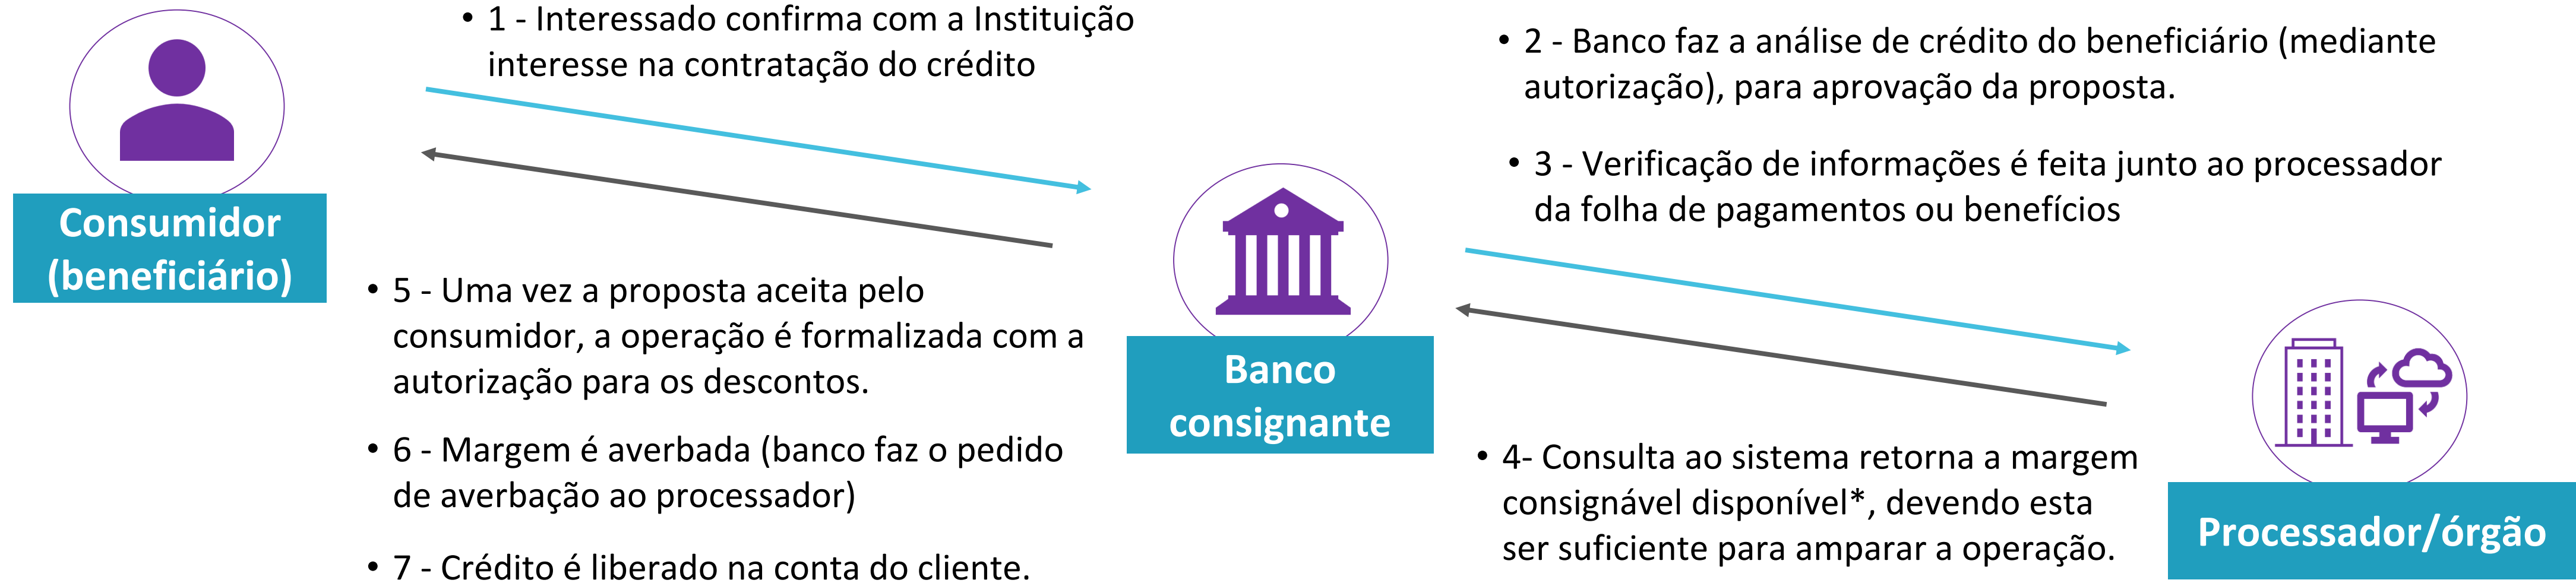 • 1 - Interessado confirma com a Instituição
interesse na contratação do crédito
• 2 - Banco faz a análise de crédito do beneficiário (mediante
autorização), para aprovação da proposta.
• 3 - Verificação de informações é feita junto ao processador
da folha de pagamentos ou benefícios
Consumidor
(beneficiário)
• 5 - Uma vez a proposta aceita pelo
consumidor, a operação é formalizada com a
autorização para os descontos.
• 6 - Margem é averbada (banco faz o pedido
de averbação ao processador)
• 7 - Crédito é liberado na conta do cliente.
Banco
consignante
• 4- Consulta ao sistema retorna a margem
consignável disponível*, devendo esta
ser suficiente para amparar a operação.
Processador/órgão